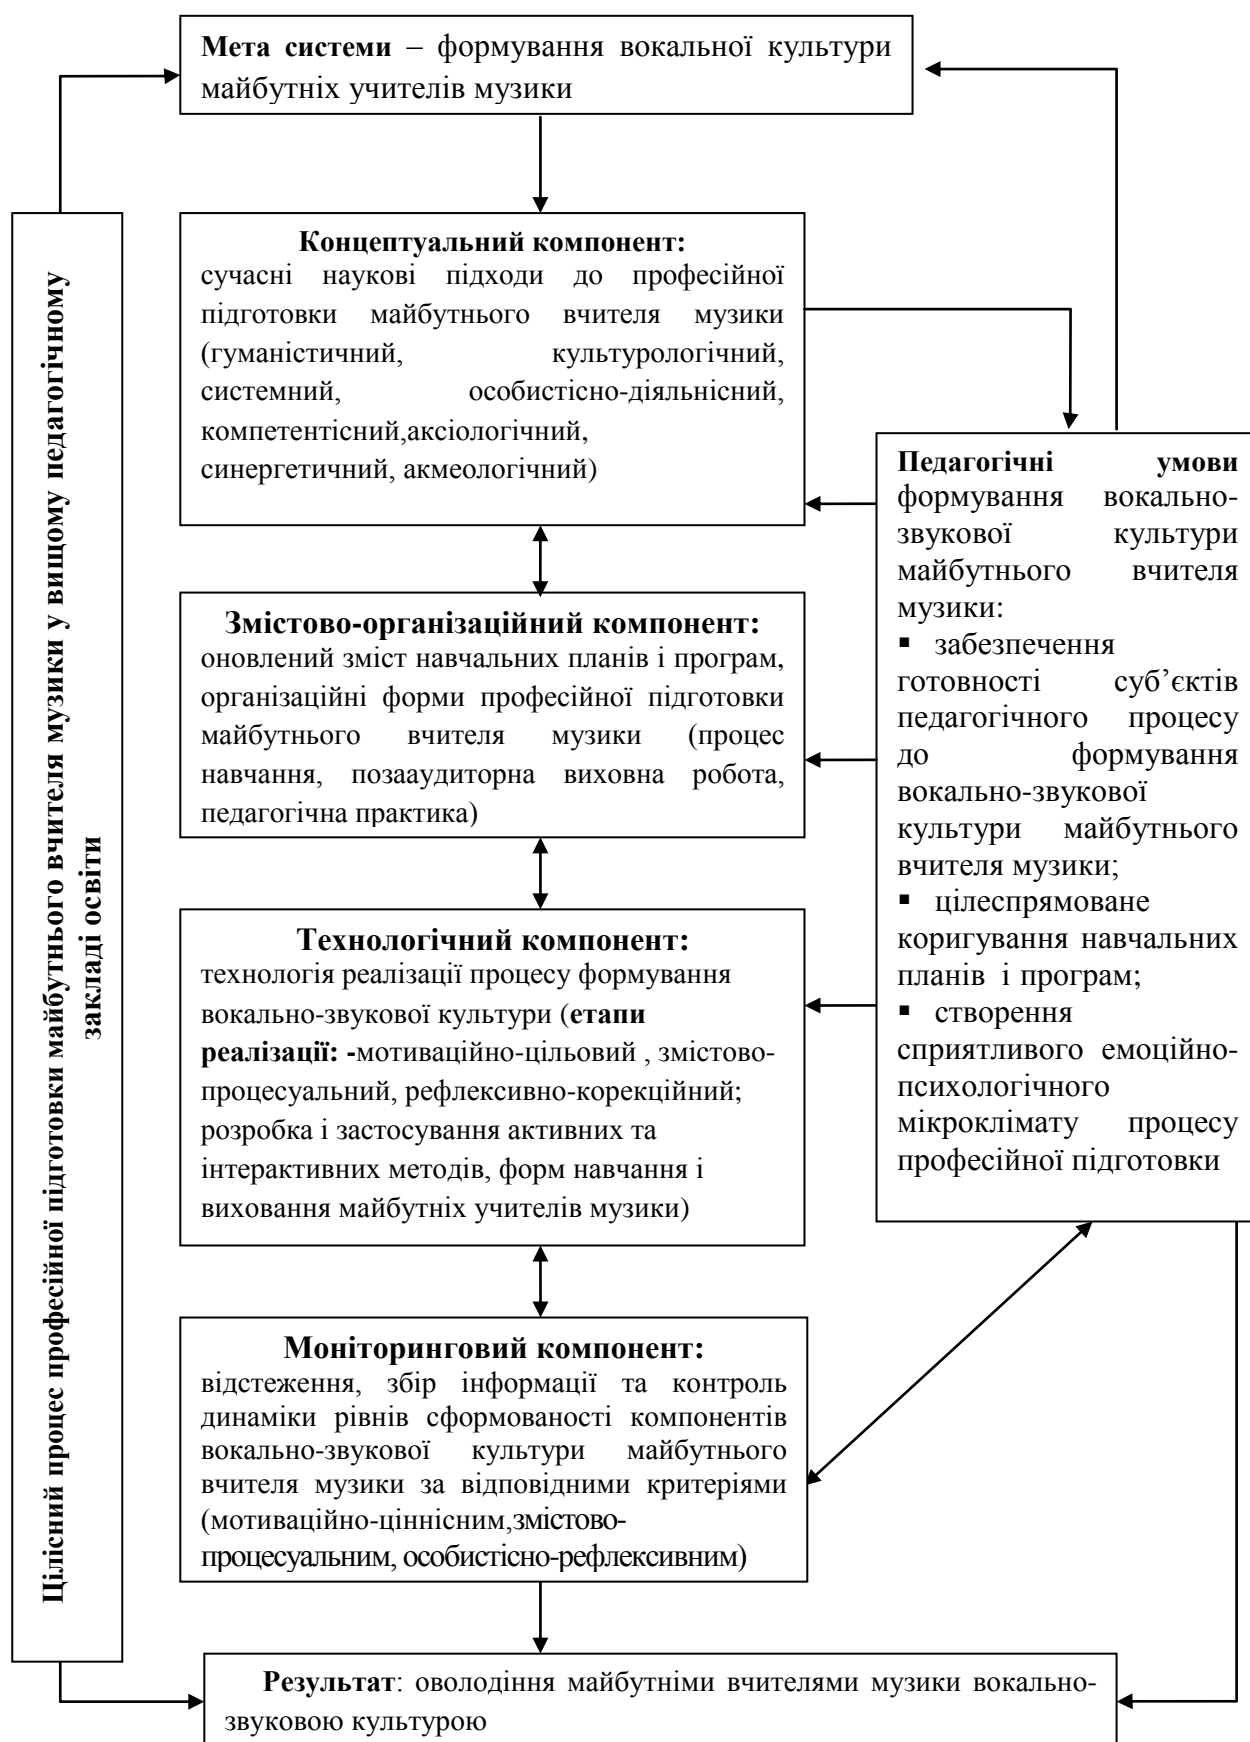 Мета системи – формування вокальної культури
майбутніх учителів музики
Цілісний процес професійної підготовки майбутнього вчителя музики у вищому педагогічному
закладі освіти
Концептуальний компонент:
сучасні наукові підходи до професійної
підготовки майбутнього вчителя музики
(гуманістичний, культурологічний,
системний, особистісно-діяльнісний,
компетентісний,аксіологічний,
синергетичний, акмеологічний)
Змістово-організаційний компонент:
оновлений зміст навчальних планів і програм,
організаційні форми професійної підготовки
майбутнього вчителя музики (процес
навчання, позааудиторна виховна робота,
педагогічна практика)
Технологічний компонент:
технологія реалізації процесу формування
вокально-звукової культури (етапи
реалізації: -мотиваційно-цільовий , змістово-
процесуальний, рефлексивно-корекційний;
розробка і застосування активних та
інтерактивних методів, форм навчання і
виховання майбутніх учителів музики)
Моніторинговий компонент:
відстеження, збір інформації та контроль
динаміки рівнів сформованості компонентів
вокально-звукової культури майбутнього
вчителя музики за відповідними критеріями
(мотиваційно-ціннісним,змістово-
процесуальним, особистісно-рефлексивним)
Педагогічні умови
формування вокально-
звукової культури
майбутнього вчителя
музики:
▪ забезпечення
готовності суб’єктів
педагогічного процесу
до формування
вокально-звукової
культури майбутнього
вчителя музики;
▪ цілеспрямоване
коригування навчальних
планів і програм;
▪ створення
сприятливого емоційно-
психологічного
мікроклімату процесу
професійної підготовки
Результат: оволодіння майбутніми вчителями музики вокально-
звуковою культурою